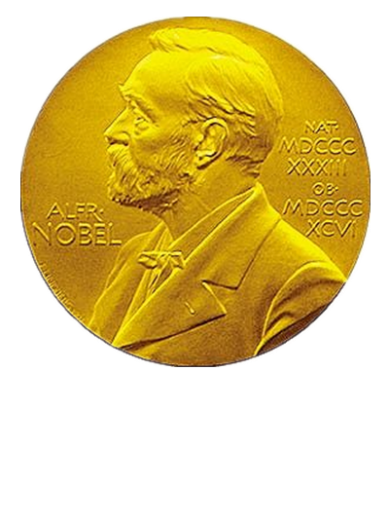 ALFR·
NOBEL
NAT·
MDCCC
XXXIII
OB·
MDCCC
XCVI